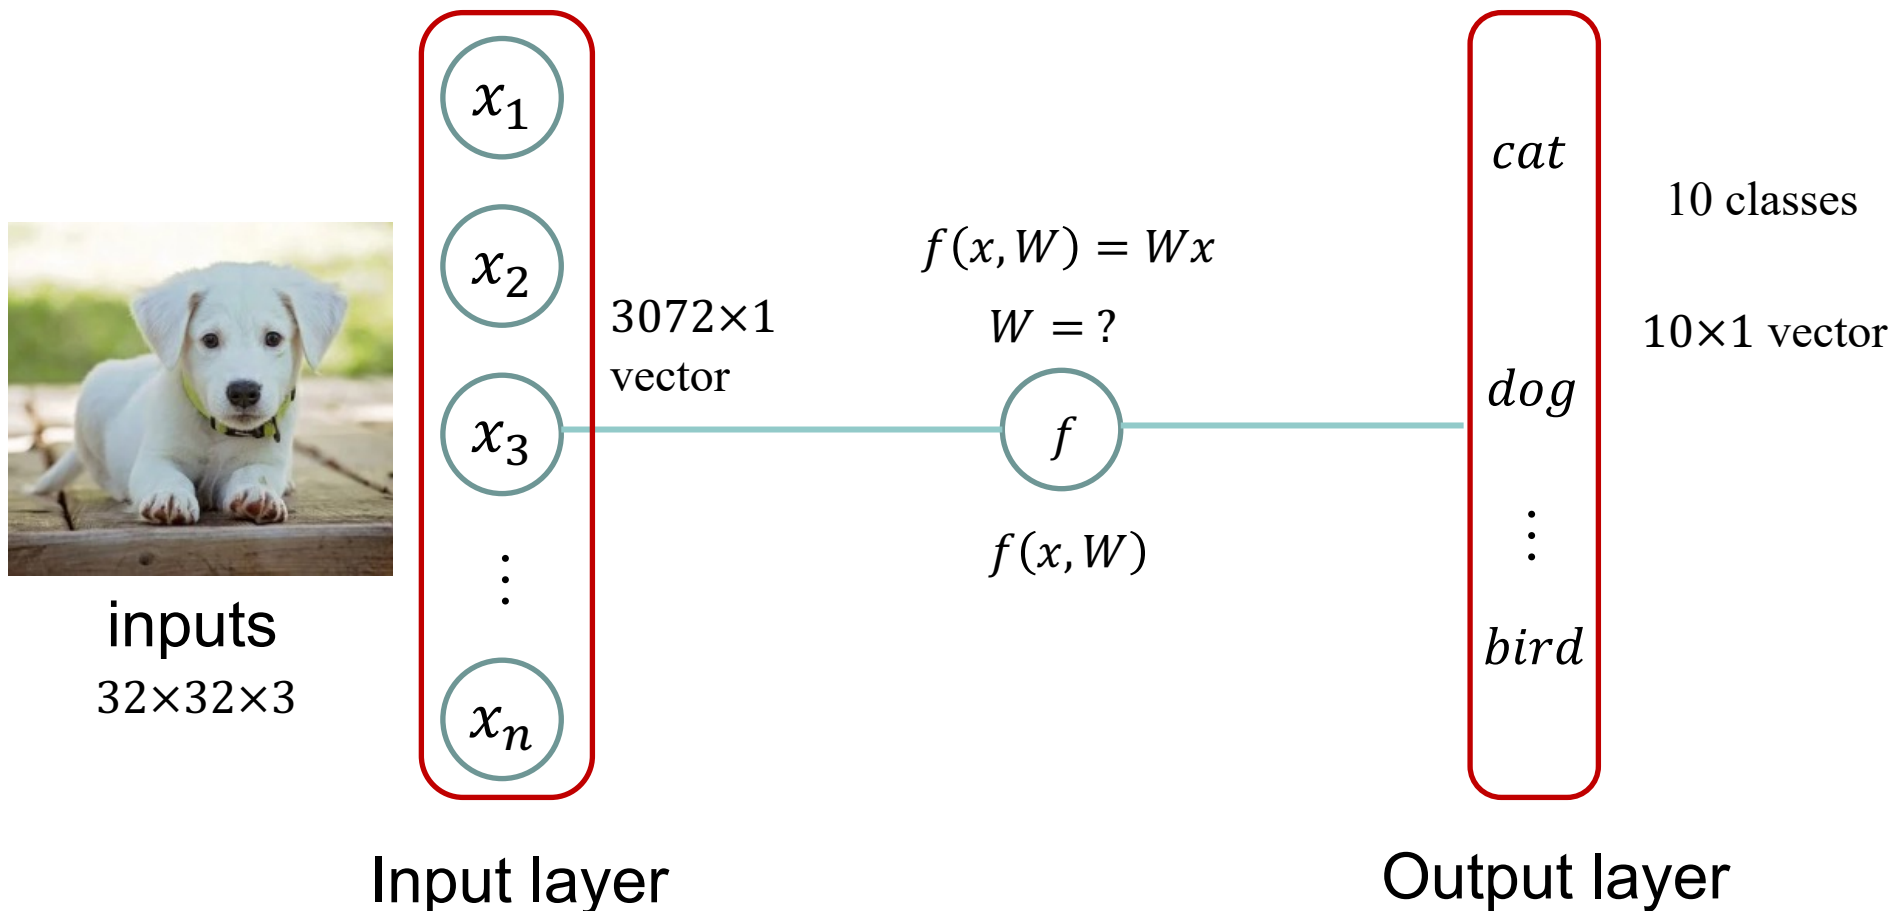 x₁
x₂
x₃
⋮
xₙ
inputs
32×32×3
3072×1
vector
f(x, W) = Wx
W = ?
f
f(x, W)
cat
dog
⋮
bird
10 classes
10×1 vector
Input layer
Output layer